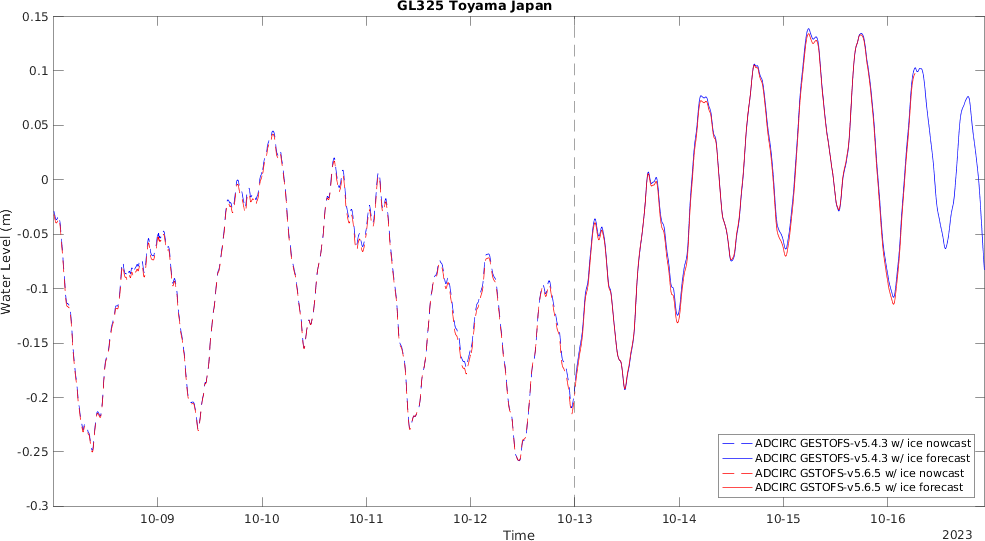 GL325 Toyama Japan
0.15
0.1
0.05
0
-0.05
-0.1
-0.15
-0.2
-0.25
-0.3
Water Level (m)
ADCIRC GESTOFS-v5.4.3 w/ ice nowcast
ADCIRC GESTOFS-v5.4.3 w/ ice forecast
ADCIRC GSTOFS-v5.6.5 w/ ice nowcast
ADCIRC GSTOFS-v5.6.5 w/ ice forecast
10-09 10-10 10-11 10-12 10-13 10-14 10-15 10-16
Time
2023